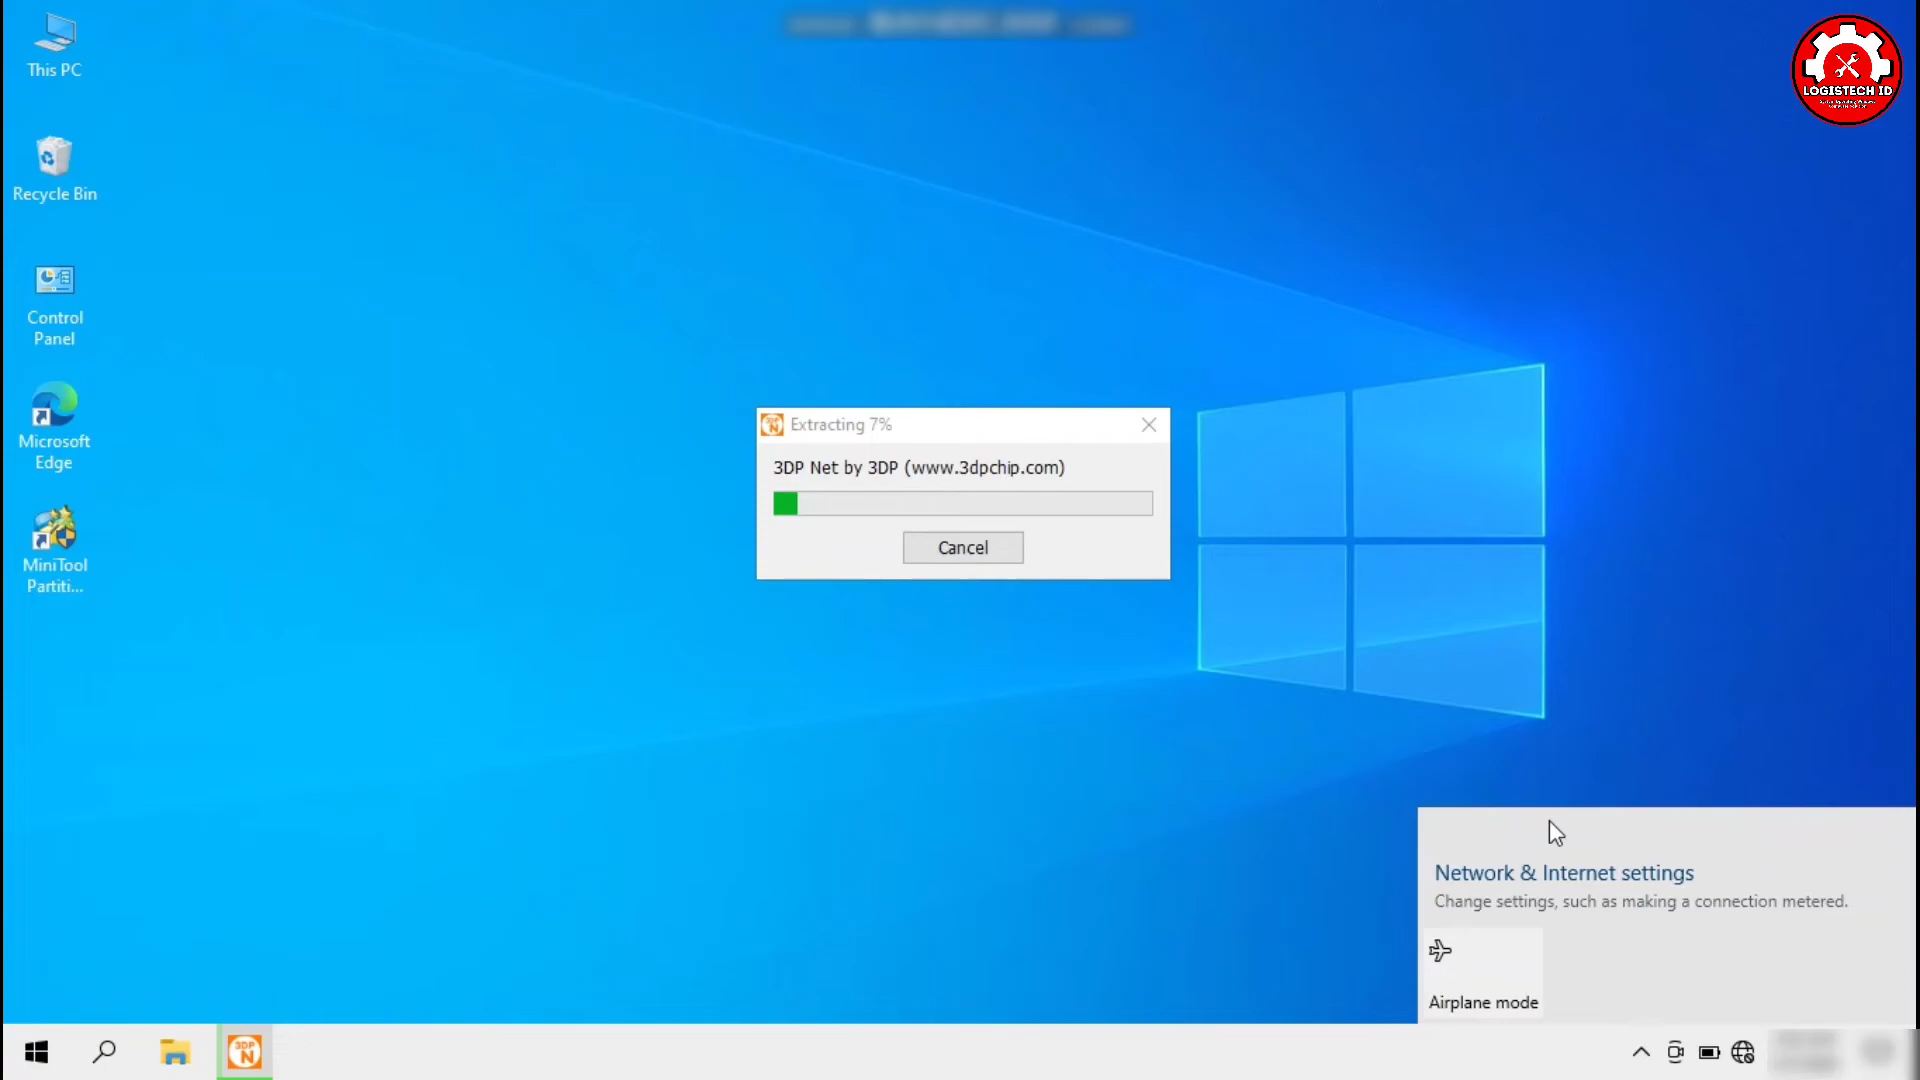 This PC
Recycle Bin
Control
Panel
Microsoft
Edge
MiniTool
Partiti...
LOGISTECH ID
Extracting 7%
3DP Net by 3DP (www.3dpchip.com)
Cancel
Network & Internet settings
Change settings, such as making a connection metered.
Airplane mode
3DP
N